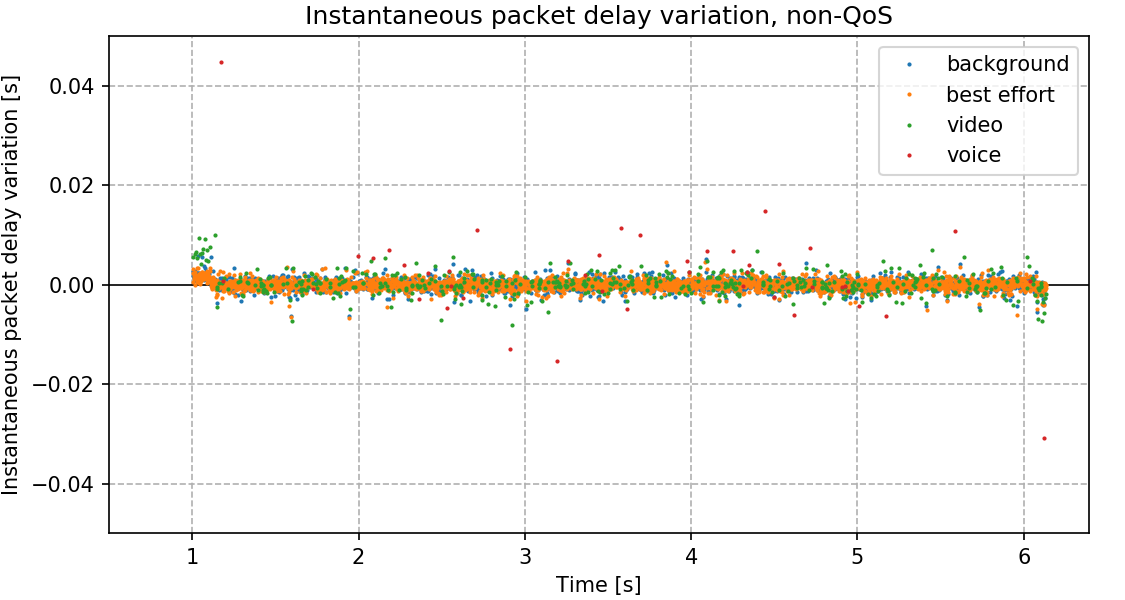 Instantaneous packet delay variation, non-QoS
Instantaneous packet delay variation [s]
0.04
0.02
0.00
−0.02
−0.04
background
best effort
video
voice
1 2 3 4 5 6
Time [s]